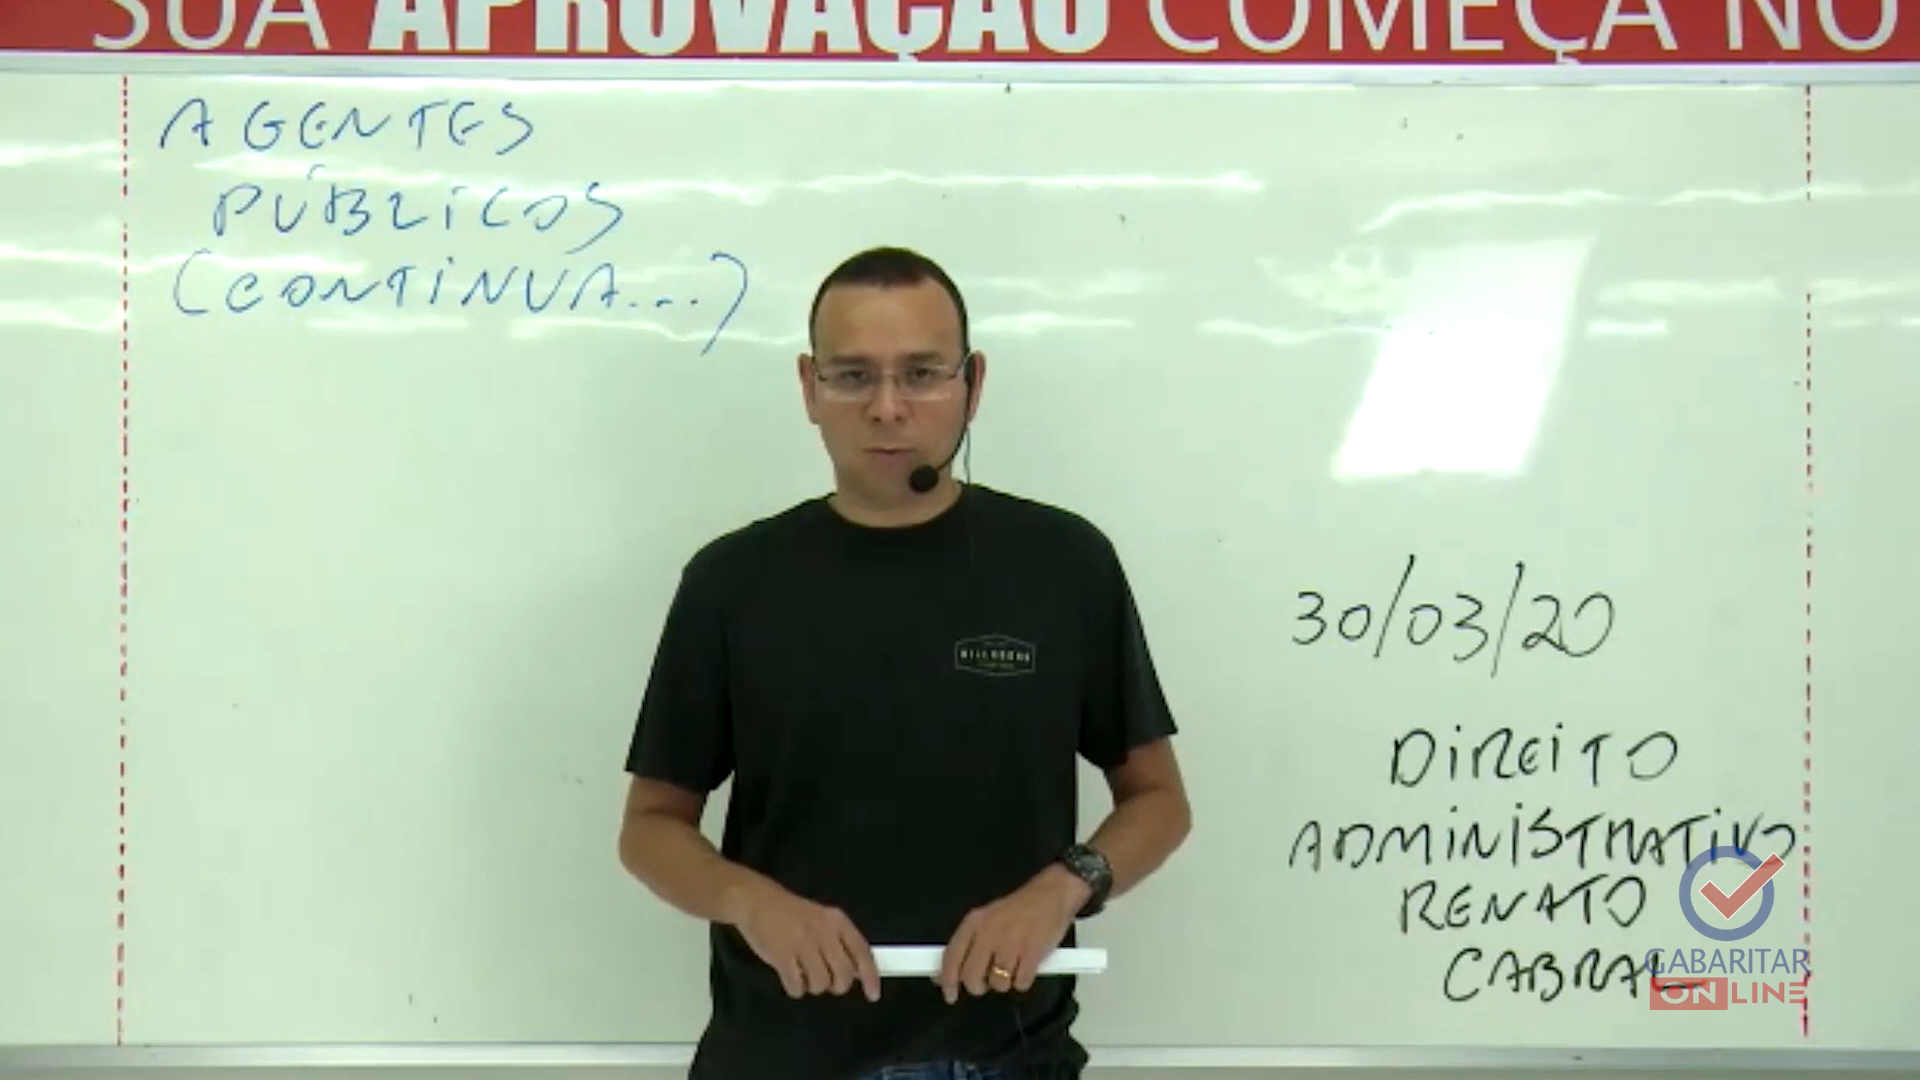 SUA APROVAÇÃO COMEÇA NO
AGENTES
PÚBLICOS
(CONTINUA...)
30/03/20
DIREITO
ADMINISTRATIVO
RENATO
CABRAL
GABARITAR
ONLINE